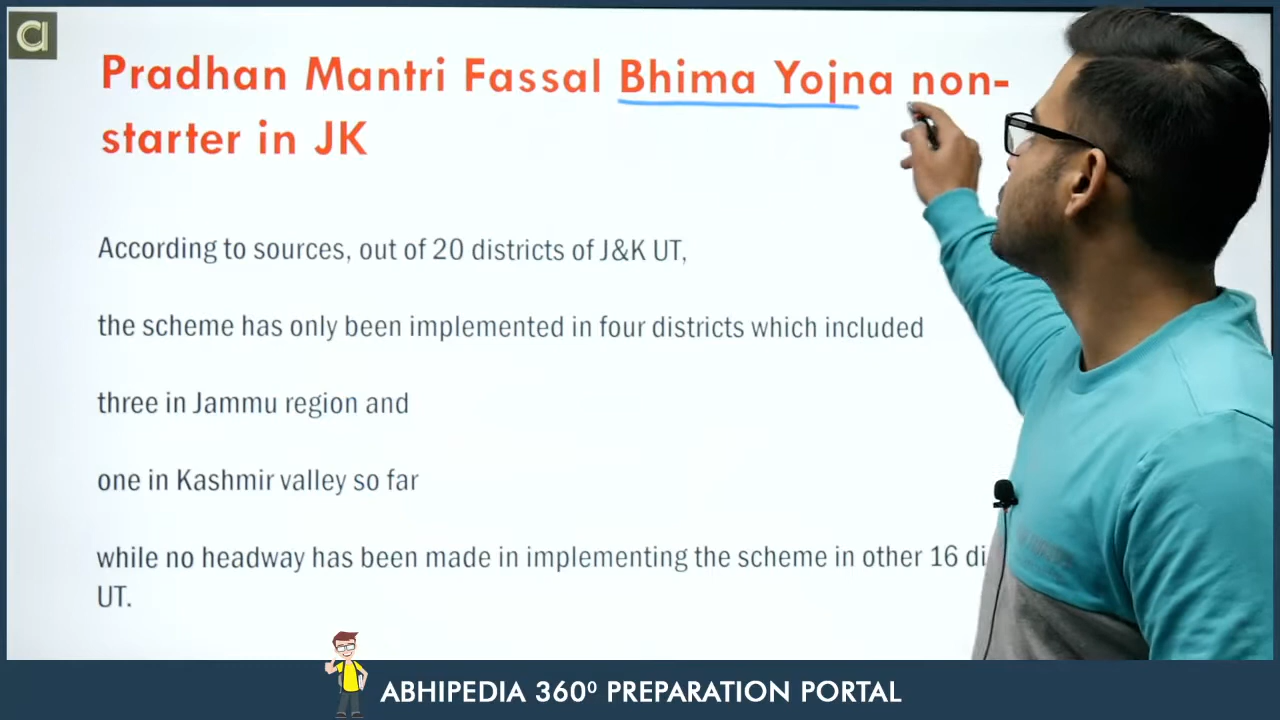 Pradhan Mantri Fassal Bhima Yojna non-
starter in JK
According to sources, out of 20 districts of J&K UT,
the scheme has only been implemented in four districts which included
three in Jammu region and
one in Kashmir valley so far
while no headway has been made in implementing the scheme in other 16
UT.
ABHIPEDIA 360⁰ PREPARATION PORTAL